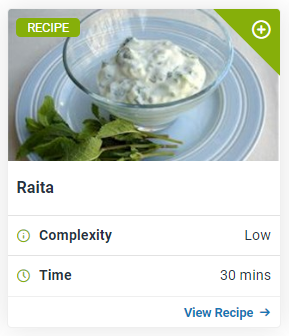 RECIPE
Raita
Complexity Low
Time 30 mins
View Recipe